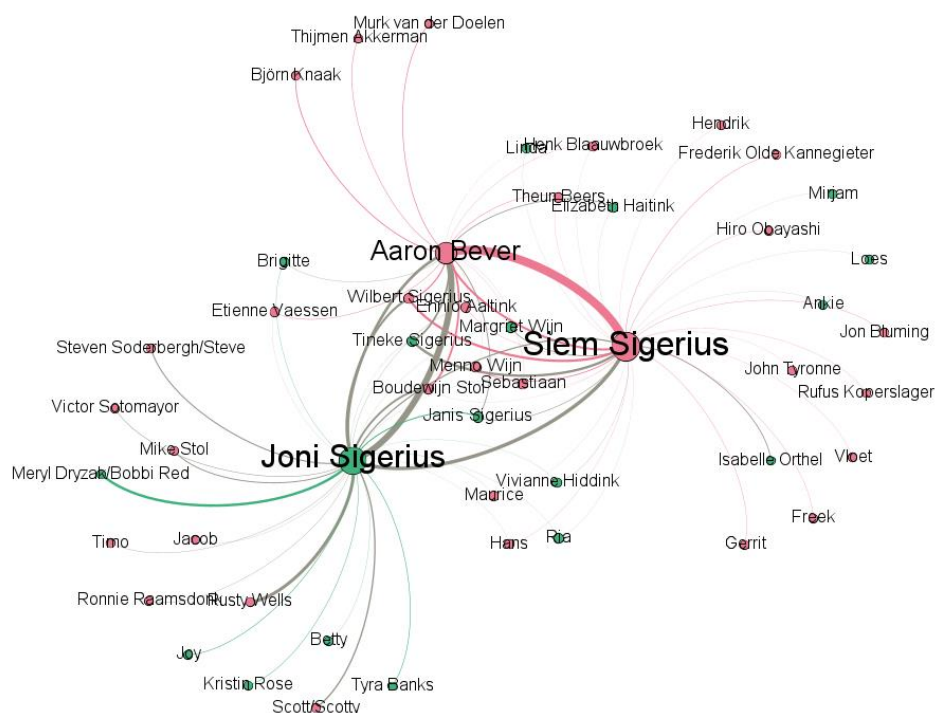 Murk van der Doelen
Thijmen Akkerman
Björn Knaak
Hendrik
Linda
Henk Blaauwbroek
Frederik Olde Kannegieter
Theun Beers
Mirjam
Elizabeth Haitink
Hiro Obayashi
Aaron Bever
Brigitte
Loes
Wilbert Sigerius
Ennio Aaltink
Etienne Vaessen
Ankie
Margriet Wijn
Jon Bluming
Tineke Sigerius
Siem Sigerius
Steven Soderbergh/Steve
Menno Wijn
John Tyronne
Sebastiaan
Boudewijn Stol
Rufus Koperslager
Victor Sotomayor
Janis Sigerius
Mike Stol
Joni Sigerius
Vloet
Isabelle Orthel
Meryl Dryzak/Bobbi Red
Vivianne Hiddink
Maurice
Freek
Timo
Jacob
Hans
Ria
Gerrit
Ronnie Raamsdonk
Rusty Wells
Betty
Joy
Kristin Rose
Tyra Banks
Scott/Scotty